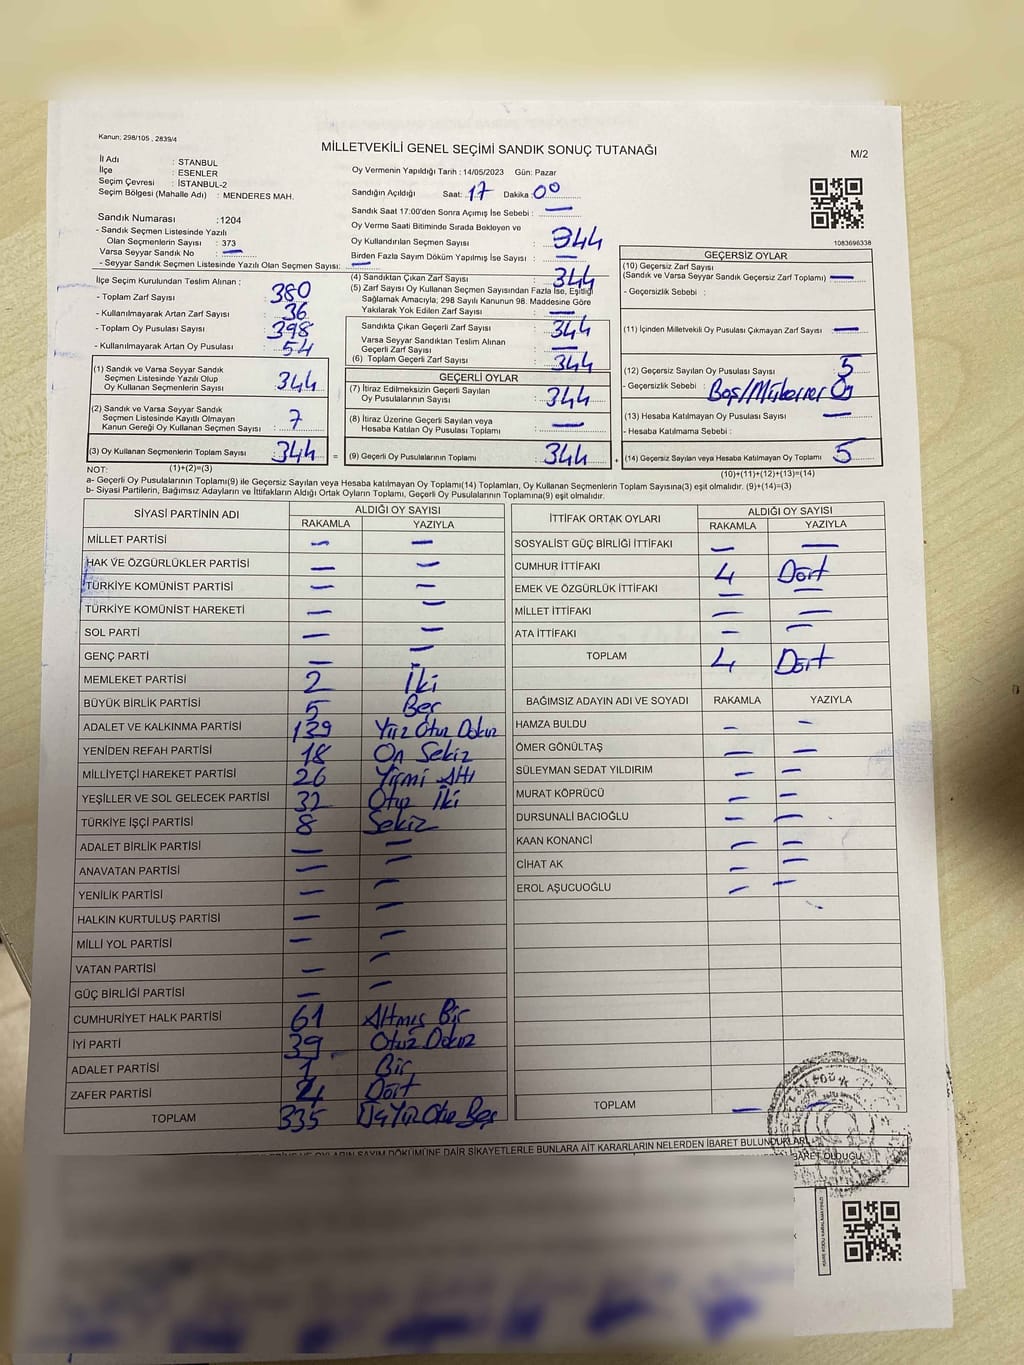 Kanun; 298/105 , 2839/4
MİLLETVEKİLİ GENEL SEÇİMİ SANDIK SONUÇ TUTANAĞI
M/2
İl Adı : STANBUL
İlçe : ESENLER
Seçim Çevresi : İSTANBUL-2
Seçim Bölgesi (Mahalle Adı) : MENDERES MAH.
Sandık Numarası :1204
- Sandık Seçmen Listesinde Yazılı
Olan Seçmenlerin Sayısı : 373
Varsa Seyyar Sandık No : —
- Seyyar Sandık Seçmen Listesinde Yazılı Olan Seçmen Sayısı: —
Oy Vermenin Yapıldığı Tarih : 14/05/2023 Gün: Pazar
Sandığın Açıldığı Saat: 17 Dakika : 00
Sandık Saat 17:00'den Sonra Açımış İse Sebebi : —
Oy Verme Saati Bitiminde Sırada Bekleyen ve
Oy Kullandırılan Seçmen Sayısı : 344
Birden Fazla Sayım Döküm Yapılmış İse Sayısı : —
1083696338
İlçe Seçim Kurulundan Teslim Alınan ;
- Toplam Zarf Sayısı : 380
- Kullanılmayarak Artan Zarf Sayısı : 36
- Toplam Oy Pusulası Sayısı : 398
- Kullanılmayarak Artan Oy Pusulası : 54
(1) Sandık ve Varsa Seyyar Sandık
Seçmen Listesinde Yazılı Olup
Oy Kullanan Seçmenlerin Sayısı : 344
(2) Sandık ve Varsa Seyyar Sandık
Seçmen Listesinde Kayıtlı Olmayan
Kanun Gereği Oy Kullanan Seçmen Sayısı : 7
(3) Oy Kullanan Seçmenlerin Toplam Sayısı : 344 =
(4) Sandıktan Çıkan Zarf Sayısı : 344
(5) Zarf Sayısı Oy Kullanan Seçmen Sayısından Fazla İse, Eşitliği
Sağlamak Amacıyla, 298 Sayılı Kanunun 98. Maddesine Göre
Yakılarak Yok Edilen Zarf Sayısı : —
Sandıkta Çıkan Geçerli Zarf Sayısı : 344
Varsa Seyyar Sandıktan Teslim Alınan
Geçerli Zarf Sayısı : —
(6) Toplam Geçerli Zarf Sayısı : 344
GEÇERLİ OYLAR
(7) İtiraz Edilmeksizin Geçerli Sayılan
Oy Pusulalarının Sayısı : 344
(8) İtiraz Üzerine Geçerli Sayılan ve
Hesaba Katılan Oy Pusulası Toplamı : —
(9) Geçerli Oy Pusulalarının Toplamı : 344 +
GEÇERSİZ OYLAR
(10) Geçersiz Zarf Sayısı
(Sandık ve Varsa Seyyar Sandık Geçersiz Zarf Toplamı) : —
- Geçersizlik Sebebi :
(11) İçinden Milletvekili Oy Pusulası Çıkmayan Zarf Sayısı : —
(12) Geçersiz Sayılan Oy Pusulası Sayısı : 5
- Geçersizlik Sebebi : Boş/Mükerrer Oy
(13) Hesaba Katılmayan Oy Pusulası Sayısı : —
- Hesaba Katılmama Sebebi :
(14) Geçersiz Sayılan veya Hesaba Katılmayan Oy Toplamı : 5
NOT: (1)+(2)=(3)
(10)+(11)+(12)+(13)=(14)
a- Geçerli Oy Pusulaları Toplamı(9) ile Geçersiz Sayılan veya Hesaba katılmayan Oy Toplamı(14) Toplamları, Oy Kullanan Seçmenlerin Toplam Sayısına(3) eşit olmalıdır. (9)+(14)=(3)
b- Siyasi Partilerin, Bağımsız Adayların ve İttifakların Aldığı Ortak Oyların Toplamı, Geçerli Oy Pusulalarının Toplamına(9) eşit olmalıdır.
SİYASİ PARTİNİN ADI ALDIĞI OY SAYISI
RAKAMLA YAZIYLA
MİLLET PARTİSİ — —
HAK VE ÖZGÜRLÜKLER PARTİSİ — —
TÜRKİYE KOMÜNİST PARTİSİ — —
TÜRKİYE KOMÜNİST HAREKETİ — —
SOL PARTİ — —
GENÇ PARTİ — —
MEMLEKET PARTİSİ 2 İki
BÜYÜK BİRLİK PARTİSİ 5 Beş
ADALET VE KALKINMA PARTİSİ 139 Yüz Otuz Dokuz
YENİDEN REFAH PARTİSİ 18 On Sekiz
MİLLİYETÇİ HAREKET PARTİSİ 26 Yirmi Altı
YEŞİLLER VE SOL GELECEK PARTİSİ 32 Otuz İki
TÜRKİYE İŞÇİ PARTİSİ 8 Sekiz
ADALET BİRLİK PARTİSİ — —
ANAVATAN PARTİSİ — —
YENİLİK PARTİSİ — —
HALKIN KURTULUŞ PARTİSİ — —
MİLLİ YOL PARTİSİ — —
VATAN PARTİSİ — —
GÜÇ BİRLİĞİ PARTİSİ — —
CUMHURİYET HALK PARTİSİ 61 Altmış Bir
İYİ PARTİ 39 Otuz Dokuz
ADALET PARTİSİ 1 Bir
ZAFER PARTİSİ 4 Dört
TOPLAM 335 Üç Yüz Otuz Beş
İTTİFAK ORTAK OYLARI ALDIĞI OY SAYISI
RAKAMLA YAZIYLA
SOSYALİST GÜÇ BİRLİĞİ İTTİFAKI — —
CUMHUR İTTİFAKI 4 Dört
EMEK VE ÖZGÜRLÜK İTTİFAKI — —
MİLLET İTTİFAKI — —
ATA İTTİFAKI — —
TOPLAM 4 Dört
BAĞIMSIZ ADAYIN ADI VE SOYADI RAKAMLA YAZIYLA
HAMZA BULDU — —
ÖMER GÖNÜLTAŞ — —
SÜLEYMAN SEDAT YILDIRIM — —
MURAT KÖPRÜCÜ — —
DURSUNALİ BACIOĞLU — —
KAAN KONANCİ — —
CİHAT AK — —
EROL AŞUCUOĞLU — —
TOPLAM — —
OYLARIN SAYIM DÖKÜMÜNE DAİR ŞİKAYETLERLE BUNLARA AİT KARARLARIN NELERDEN İBARET BULUNDUKLARI
BARET OLDUĞU